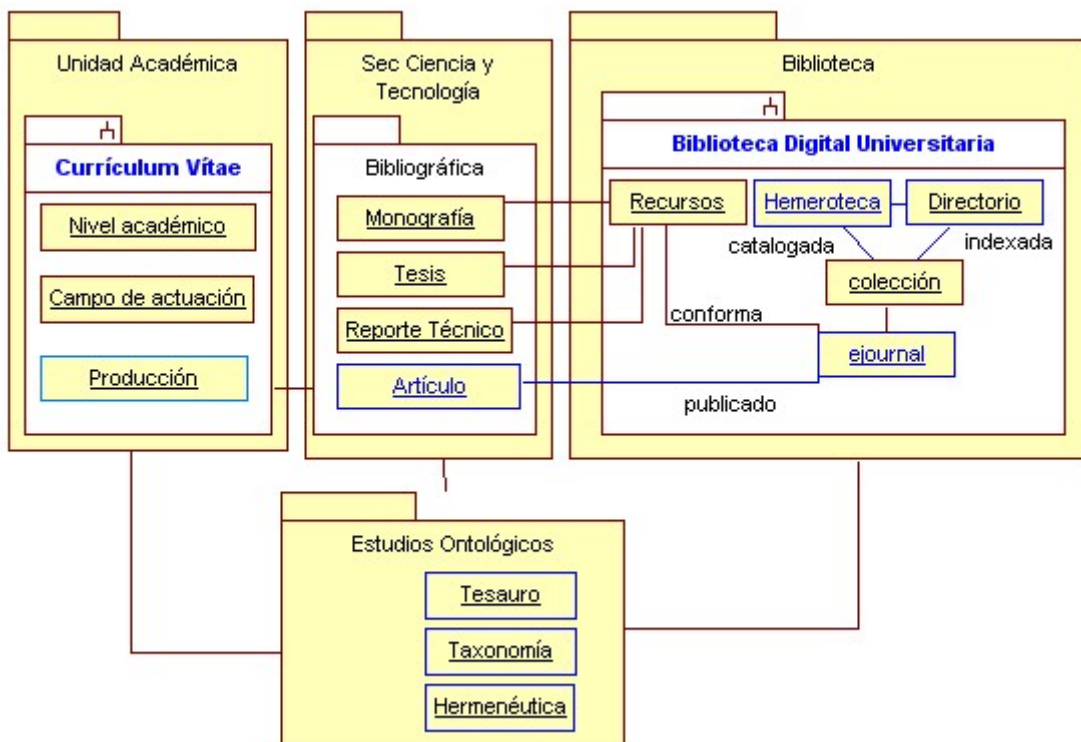 Unidad Académica
Currículum Vítae
Nivel académico
Campo de actuación
Producción
Sec Ciencia y
Tecnología
Bibliográfica
Monografía
Tesis
Reporte Técnico
Artículo
Biblioteca
Biblioteca Digital Universitaria
Recursos
Hemeroteca
Directorio
catalogada
indexada
colección
conforma
ejournal
publicado
Estudios Ontológicos
Tesauro
Taxonomía
Hermenéutica